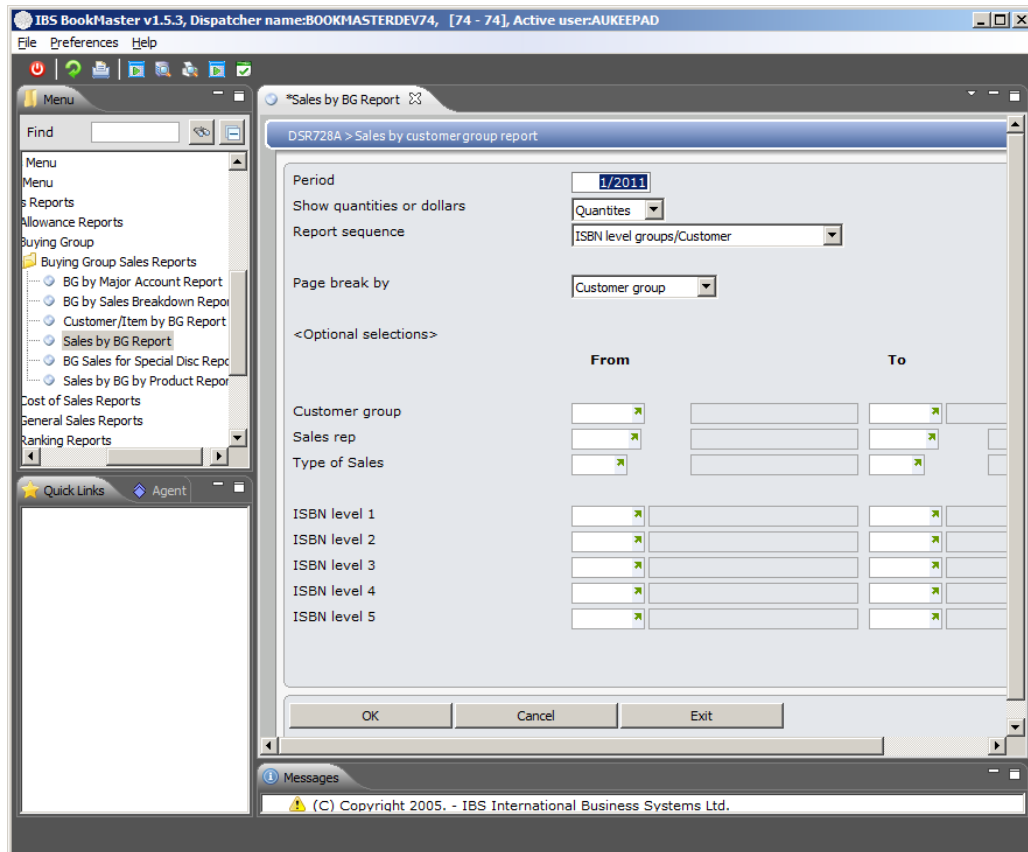 IBS BookMaster v1.5.3, Dispatcher name:BOOKMASTERDEV74, [74 - 74], Active user:AUKEEPAD
File Preferences Help
Menu
Find
Menu
Menu
s Reports
Allowance Reports
Buying Group
Buying Group Sales Reports
BG by Major Account Report
BG by Sales Breakdown Repor
Customer/Item by BG Report
Sales by BG Report
BG Sales for Special Disc Repo
Sales by BG by Product Repor
Cost of Sales Reports
General Sales Reports
Ranking Reports
Quick Links Agent
*Sales by BG Report
DSR728A > Sales by customer group report
Period 1/2011
Show quantities or dollars Quantites
Report sequence ISBN level groups/Customer
Page break by Customer group
<Optional selections>
From To
Customer group
Sales rep
Type of Sales
ISBN level 1
ISBN level 2
ISBN level 3
ISBN level 4
ISBN level 5
OK Cancel Exit
Messages
(C) Copyright 2005. - IBS International Business Systems Ltd.